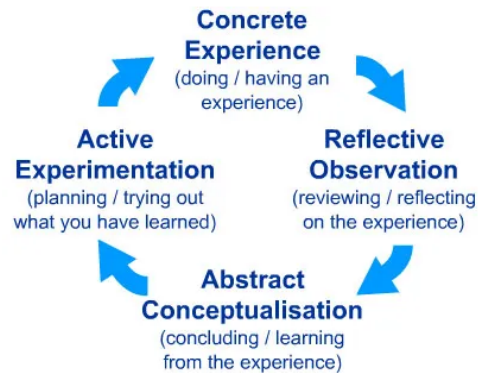 Concrete
Experience
(doing / having an
experience)
Reflective
Observation
(reviewing / reflecting
on the experience)
Abstract
Conceptualisation
(concluding / learning
from the experience)
Active
Experimentation
(planning / trying out
what you have learned)